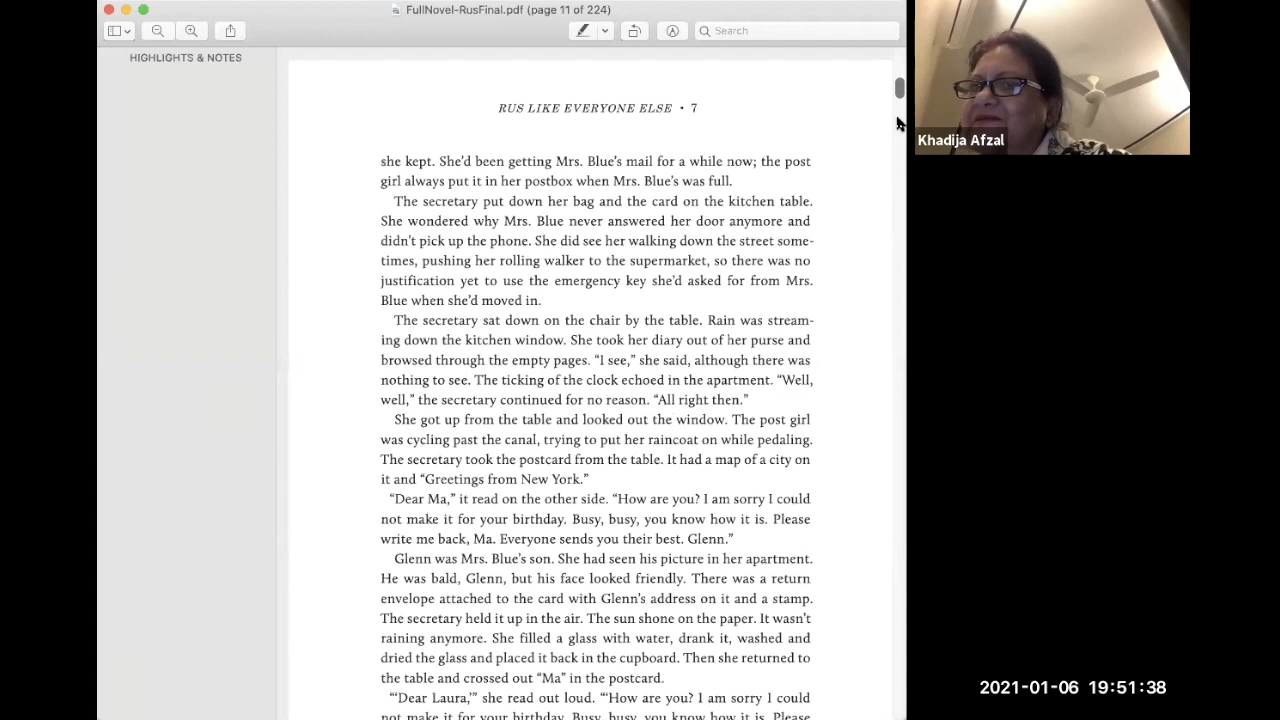 FullNovel-RusFinal.pdf (page 11 of 224)
Search
HIGHLIGHTS & NOTES
RUS LIKE EVERYONE ELSE • 7
she kept. She’d been getting Mrs. Blue’s mail for a while now; the post
girl always put it in her postbox when Mrs. Blue’s was full.
The secretary put down her bag and the card on the kitchen table.
She wondered why Mrs. Blue never answered her door anymore and
didn’t pick up the phone. She did see her walking down the street some-
times, pushing her rolling walker to the supermarket, so there was no
justification yet to use the emergency key she’d asked for from Mrs.
Blue when she’d moved in.
The secretary sat down on the chair by the table. Rain was stream-
ing down the kitchen window. She took her diary out of her purse and
browsed through the empty pages. “I see,” she said, although there was
nothing to see. The ticking of the clock echoed in the apartment. “Well,
well,” the secretary continued for no reason. “All right then.”
She got up from the table and looked out the window. The post girl
was cycling past the canal, trying to put her raincoat on while pedaling.
The secretary took the postcard from the table. It had a map of a city on
it and “Greetings from New York.”
“Dear Ma,” it read on the other side. “How are you? I am sorry I could
not make it for your birthday. Busy, busy, you know how it is. Please
write me back, Ma. Everyone sends you their best. Glenn.”
Glenn was Mrs. Blue’s son. She had seen his picture in her apartment.
He was bald, Glenn, but his face looked friendly. There was a return
envelope attached to the card with Glenn’s address on it and a stamp.
The secretary held it up in the air. The sun shone on the paper. It wasn’t
raining anymore. She filled a glass with water, drank it, washed and
dried the glass and placed it back in the cupboard. Then she returned to
the table and crossed out “Ma” in the postcard.
“‘Dear Laura,’” she read out loud. “‘How are you? I am sorry I could
not make it for your birthday. Busy, busy, you know how it is. Please
Khadija Afzal
2021-01-06 19:51:38